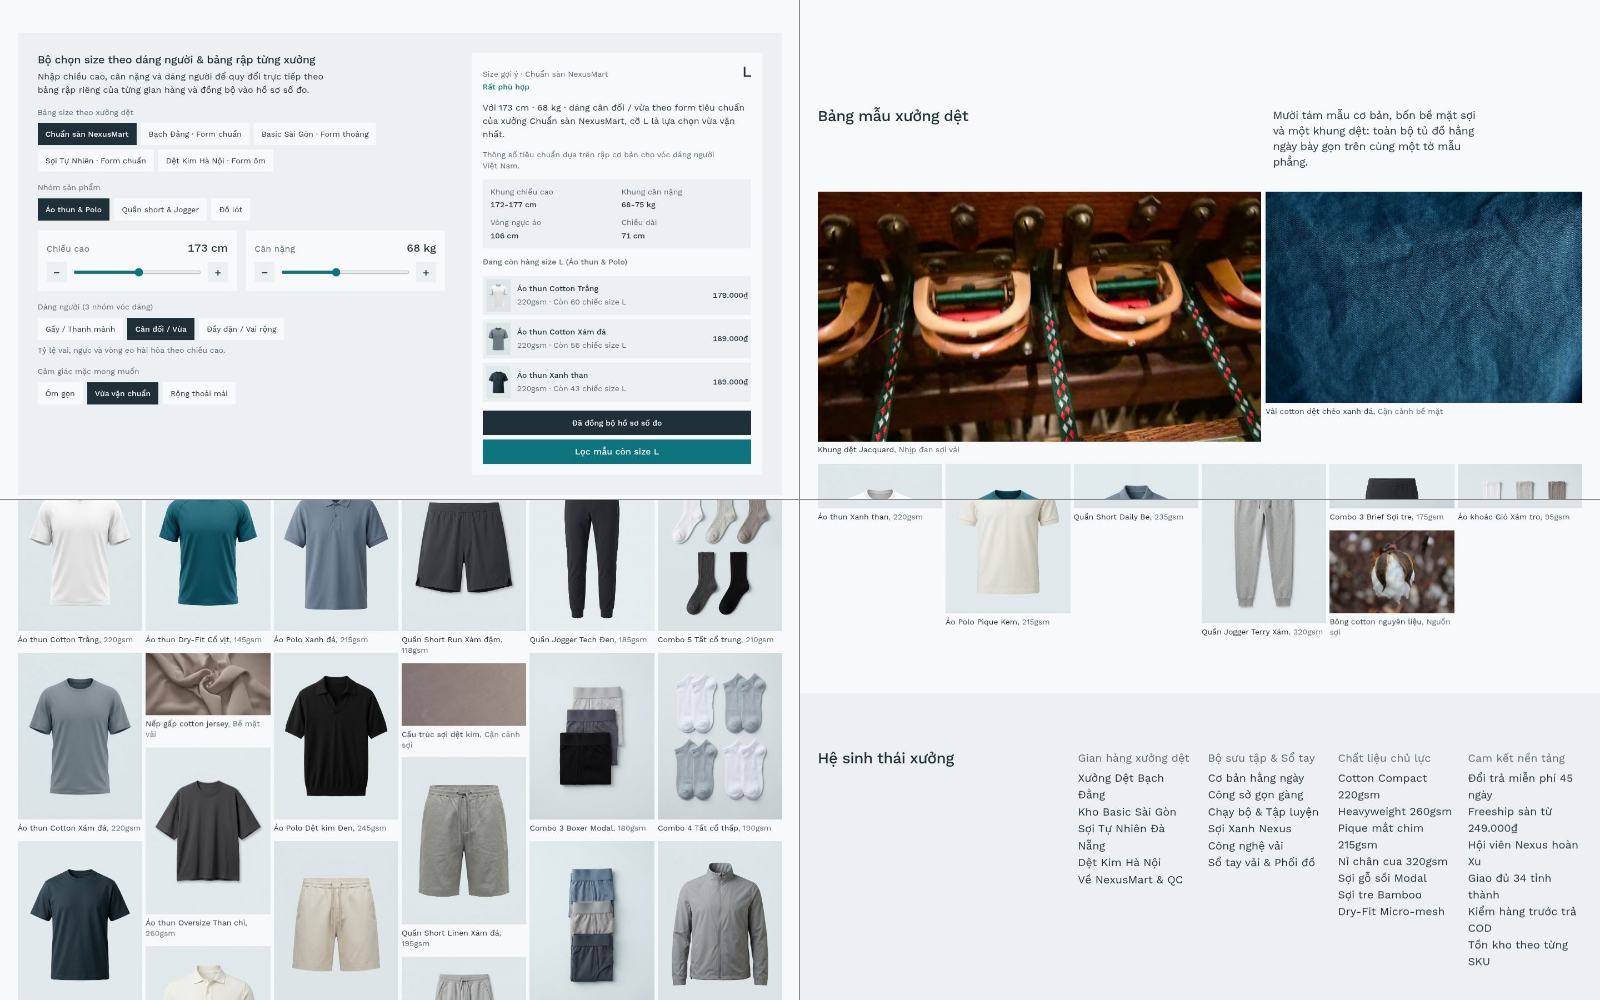 Bộ chọn size theo dáng người & bảng rập từng xưởng
Nhập chiều cao, cân nặng và dáng người để quy đổi trực tiếp theo
bảng rập riêng của từng gian hàng và đồng bộ vào hồ sơ số đo.
Bảng size theo xưởng dệt
Chuẩn sàn NexusMart
Bạch Đằng · Form chuẩn
Basic Sài Gòn · Form thoáng
Sợi Tự Nhiên · Form chuẩn
Dệt Kim Hà Nội · Form ôm
Nhóm sản phẩm
Áo thun & Polo
Quần short & Jogger
Đồ lót
Chiều cao
173 cm
Cân nặng
68 kg
−
+
−
+
Dáng người (3 nhóm vóc dáng)
Gầy / Thanh mảnh
Cân đối / Vừa
Đầy dặn / Vai rộng
Tỷ lệ vai, ngực và vòng eo hài hòa theo chiều cao.
Cảm giác mặc mong muốn
Ôm gọn
Vừa vặn chuẩn
Rộng thoải mái
Size gợi ý · Chuẩn sàn NexusMart
L
Rất phù hợp
Với 173 cm · 68 kg · dáng cân đối / vừa theo form tiêu chuẩn
của xưởng Chuẩn sàn NexusMart, cỡ L là lựa chọn vừa vặn
nhất.
Thông số tiêu chuẩn dựa trên rập cơ bản cho vóc dáng người
Việt Nam.
Khung chiều cao
Khung cân nặng
172-177 cm
68-75 kg
Vòng ngực áo
Chiều dài
106 cm
71 cm
Đang còn hàng size L (Áo thun & Polo)
Áo thun Cotton Trắng
220gsm · Còn 60 chiếc size L
179.000₫
Áo thun Cotton Xám đá
220gsm · Còn 56 chiếc size L
189.000₫
Áo thun Xanh than
220gsm · Còn 43 chiếc size L
189.000₫
Đã đồng bộ hồ sơ số đo
Lọc mẫu còn size L
Bảng mẫu xưởng dệt
Mười tám mẫu cơ bản, bốn bề mặt sợi
và một khung dệt: toàn bộ tủ đồ hằng
ngày bày gọn trên cùng một tờ mẫu
phẳng.
Khung dệt Jacquard, Nhịp đan sợi vải
Vải cotton dệt chéo xanh đá, Cận cảnh bề mặt
Áo thun Cotton Trắng, 220gsm
Áo thun Dry-Fit Cổ vịt, 145gsm
Áo Polo Xanh đá, 215gsm
Quần Short Run Xám đậm,
118gsm
Quần Jogger Tech Đen, 185gsm
Combo 5 Tất cổ trung, 210gsm
Nếp gấp cotton jersey, Bề mặt
vải
Cấu trúc sợi dệt kim, Cận cảnh
sợi
Áo thun Cotton Xám đá, 220gsm
Áo Polo Dệt kim Đen, 245gsm
Combo 3 Boxer Modal, 180gsm
Combo 4 Tất cổ thấp, 190gsm
Áo thun Oversize Than chì,
260gsm
Quần Short Linen Xám đá,
195gsm
Áo thun Xanh than, 220gsm
Quần Short Daily Be, 235gsm
Combo 3 Brief Sợi tre, 175gsm
Áo khoác Gió Xám tro, 95gsm
Áo Polo Pique Kem, 215gsm
Quần Jogger Terry Xám, 320gsm
Bông cotton nguyên liệu, Nguồn
sợi
Hệ sinh thái xưởng
Gian hàng xưởng dệt
Xưởng Dệt Bạch
Đằng
Kho Basic Sài Gòn
Sợi Tự Nhiên Đà
Nẵng
Dệt Kim Hà Nội
Về NexusMart & QC
Bộ sưu tập & Sổ tay
Cơ bản hằng ngày
Công sở gọn gàng
Chạy bộ & Tập luyện
Sợi Xanh Nexus
Công nghệ vải
Sổ tay vải & Phối đồ
Chất liệu chủ lực
Cotton Compact
220gsm
Heavyweight 260gsm
Pique mắt chim
215gsm
Nỉ chân cua 320gsm
Sợi gỗ sồi Modal
Sợi tre Bamboo
Dry-Fit Micro-mesh
Cam kết nền tảng
Đổi trả miễn phí 45
ngày
Freeship sàn từ
249.000₫
Hội viên Nexus hoàn
Xu
Giao đủ 34 tỉnh
thành
Kiểm hàng trước trả
COD
Tồn kho theo từng
SKU